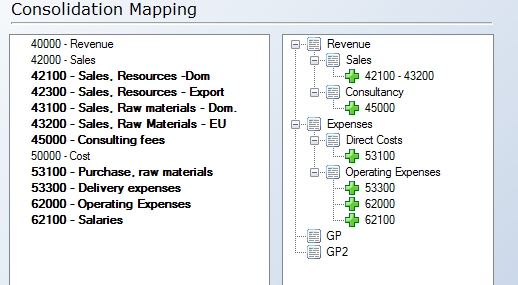 Consolidation Mapping
40000 - Revenue
42000 - Sales
42100 - Sales, Resources -Dom
42300 - Sales, Resources - Export
43100 - Sales, Raw materials - Dom.
43200 - Sales, Raw Materials - EU
45000 - Consulting fees
50000 - Cost
53100 - Purchase, raw materials
53300 - Delivery expenses
62000 - Operating Expenses
62100 - Salaries
Revenue
Sales
42100 - 43200
Consultancy
45000
Expenses
Direct Costs
53100
Operating Expenses
53300
62000
62100
GP
GP2